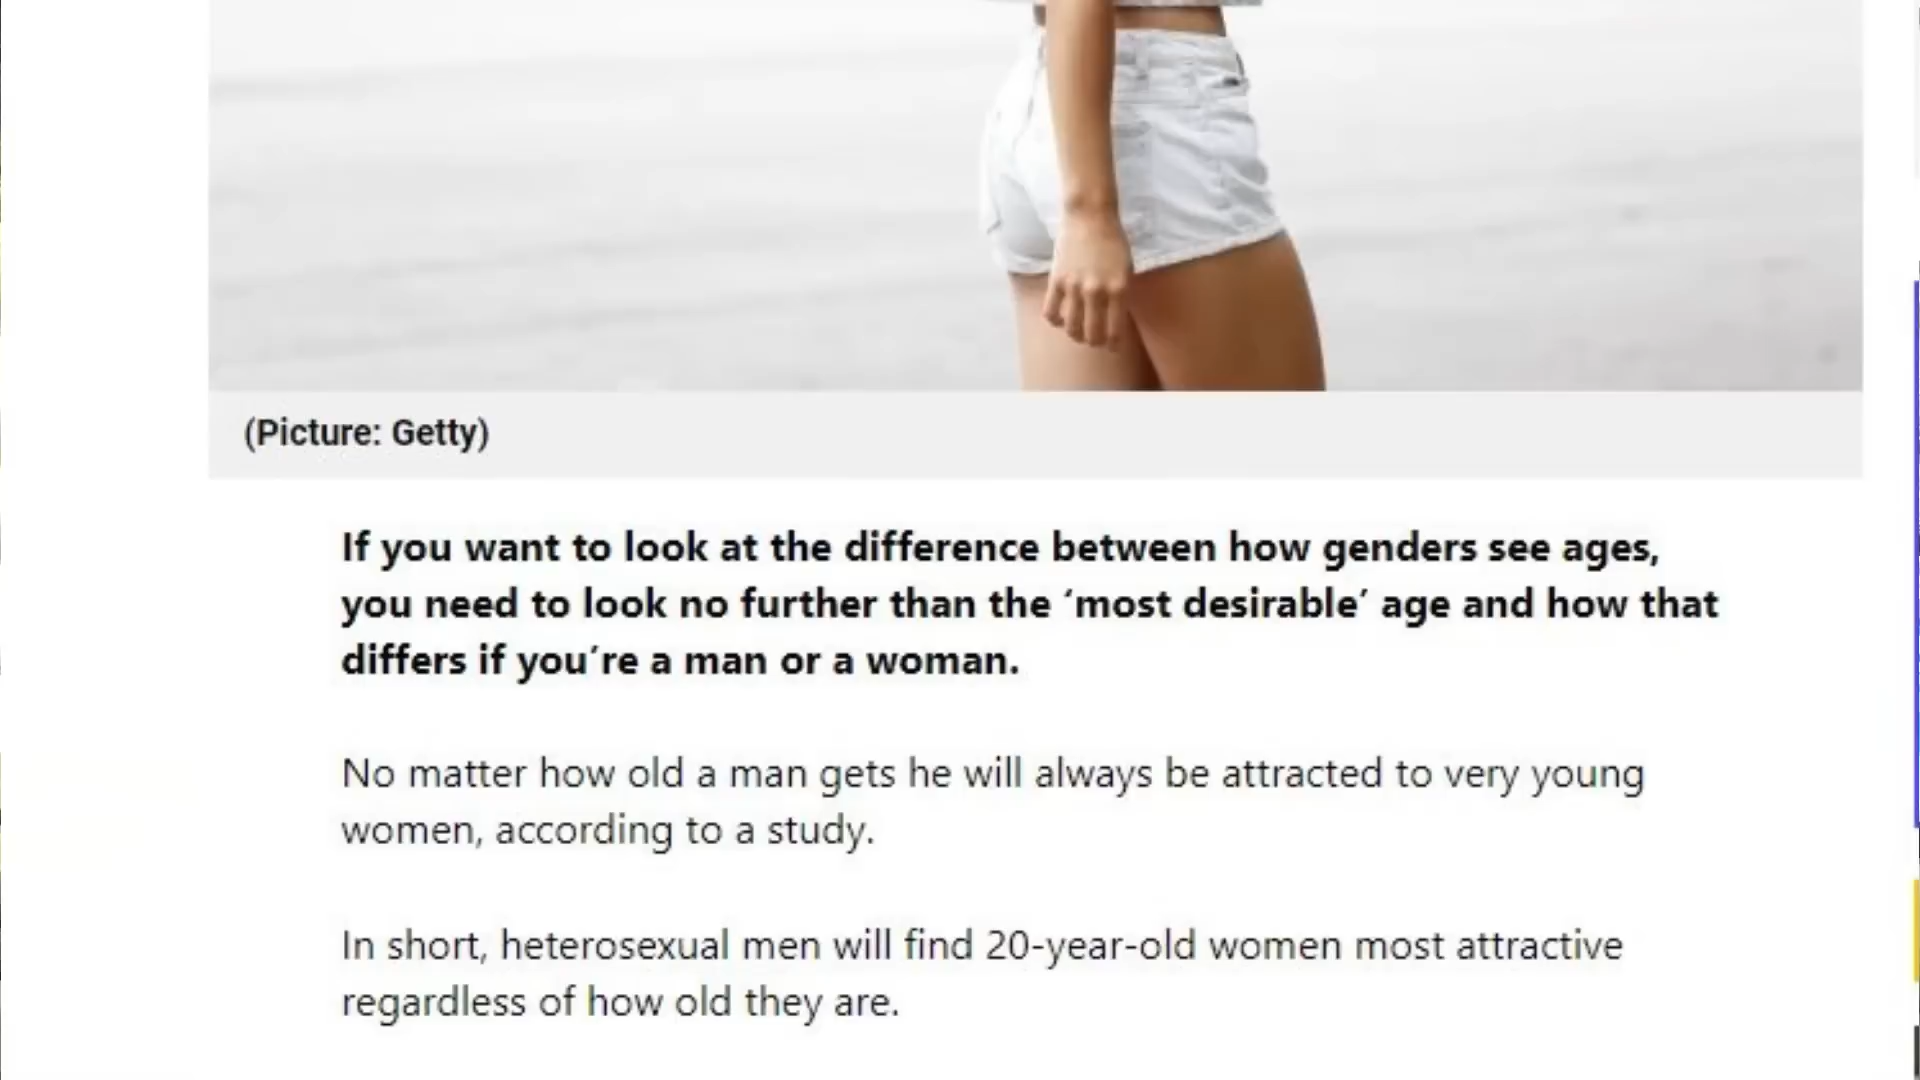 (Picture: Getty)
If you want to look at the difference between how genders see ages,
you need to look no further than the ‘most desirable’ age and how that
differs if you’re a man or a woman.
No matter how old a man gets he will always be attracted to very young
women, according to a study.
In short, heterosexual men will find 20-year-old women most attractive
regardless of how old they are.